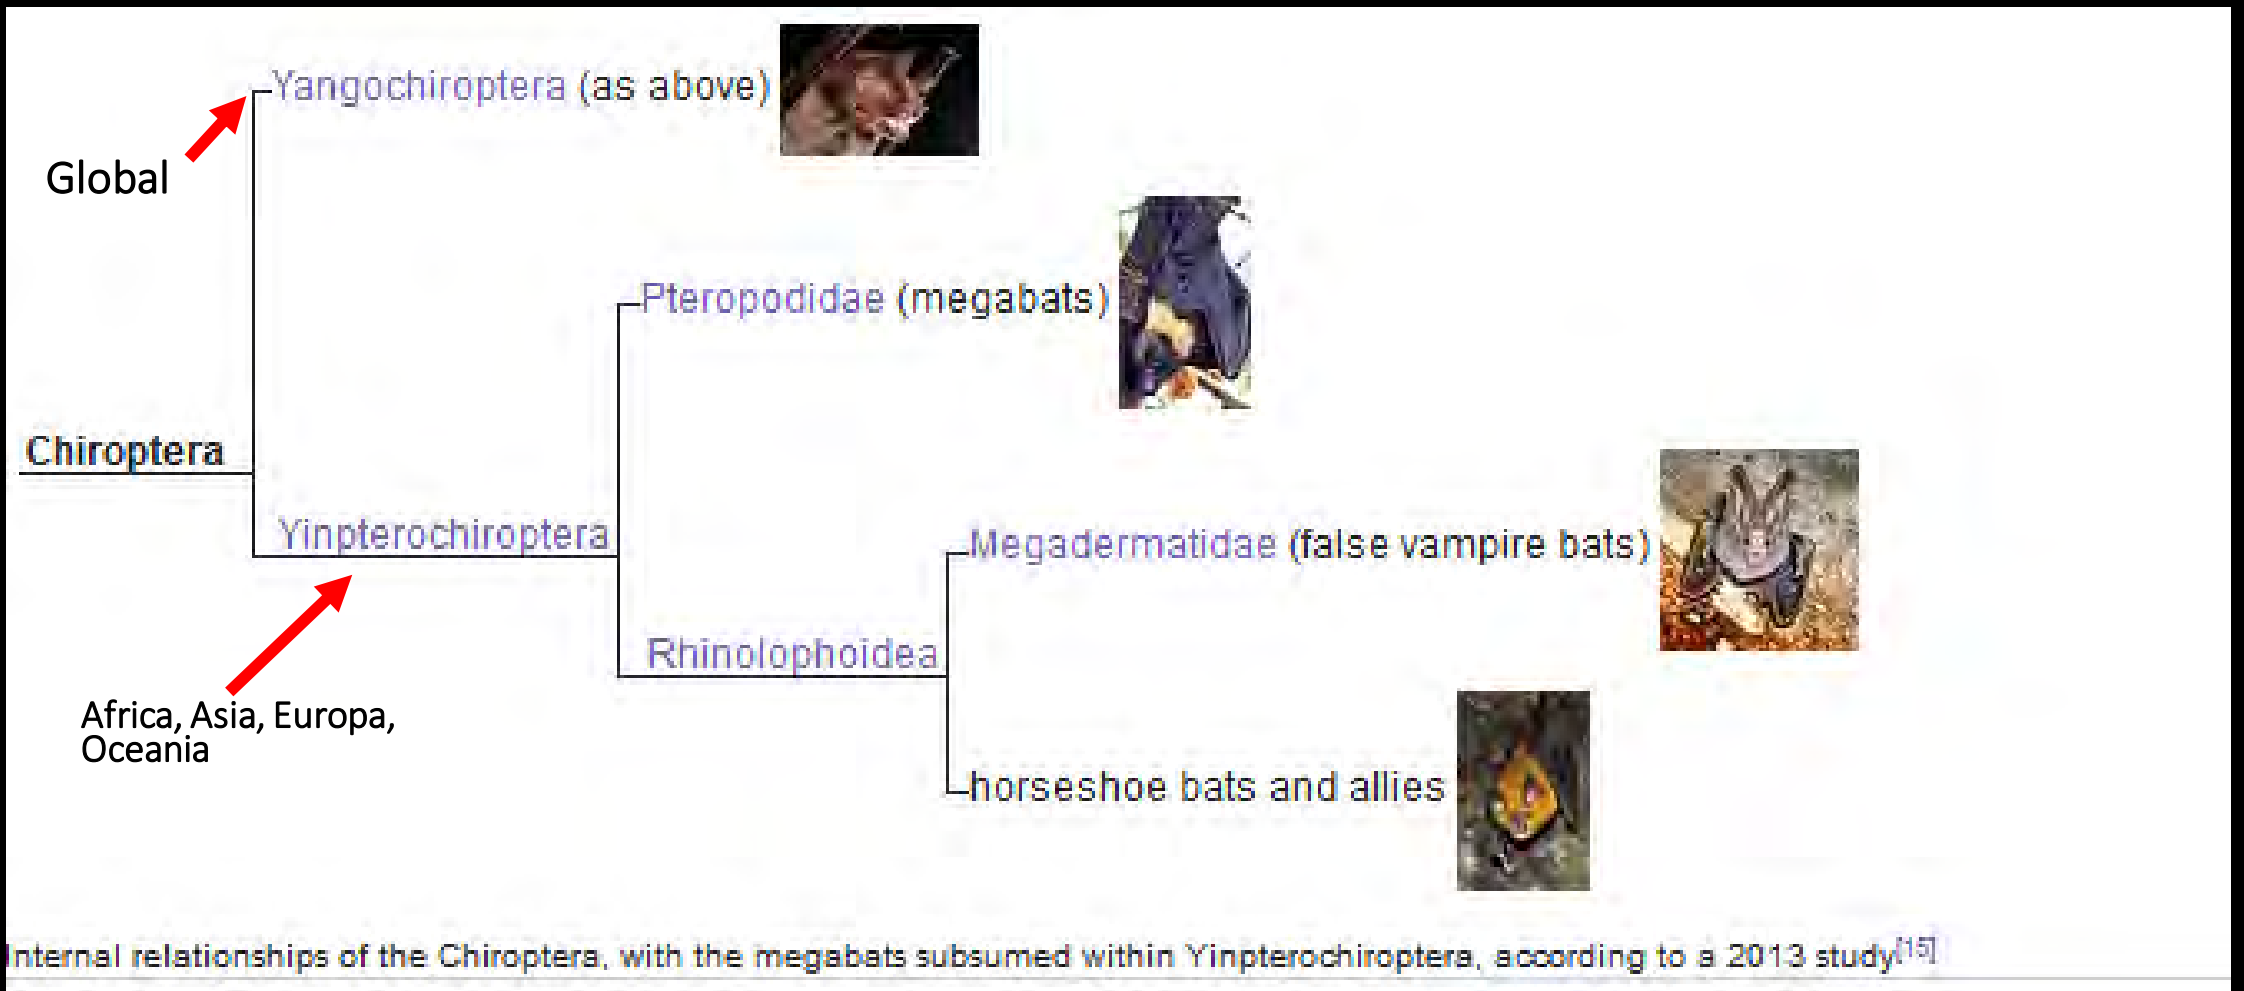 Yangochiroptera (as above)
Global
Pteropodidae (megabats)
Chiroptera
Yinpterochiroptera
Megadermatidae (false vampire bats)
Rhinolophoidea
Africa, Asia, Europa,
Oceania
horseshoe bats and allies
Internal relationships of the Chiroptera, with the megabats subsumed within Yinpterochiroptera, according to a 2013 study[15]